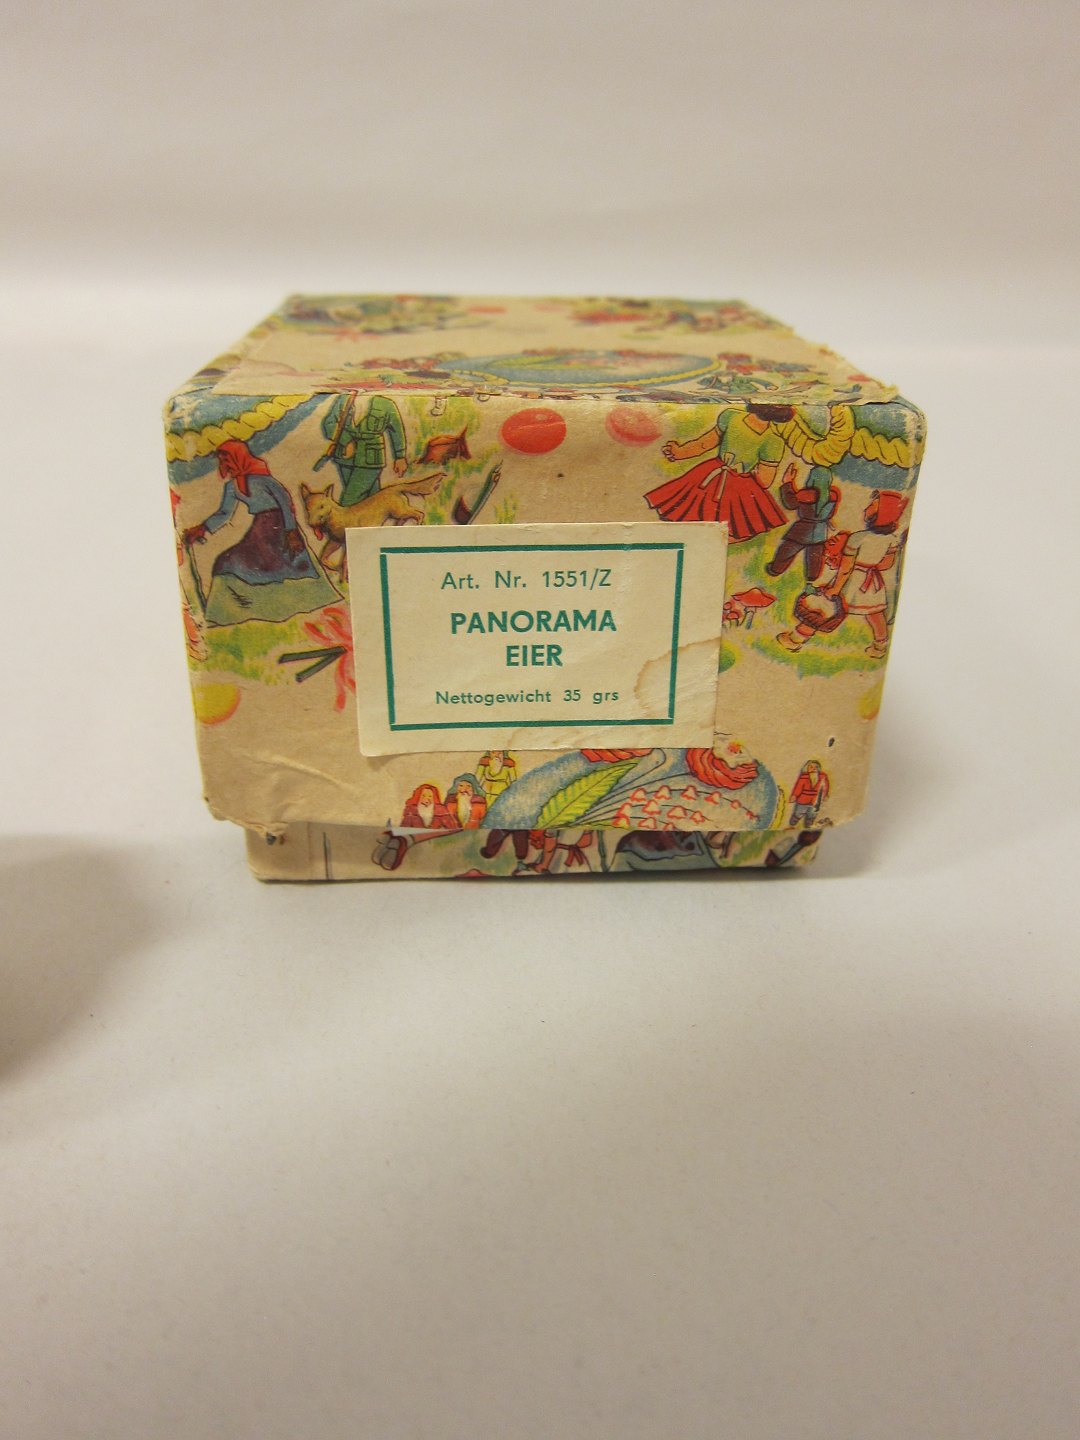 Art. Nr. 1551/Z
PANORAMA
EIER
Nettogewicht 35 grs